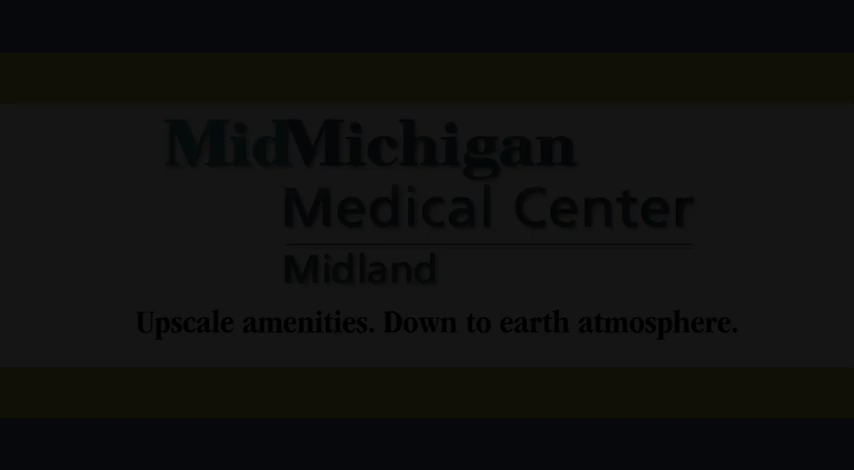 MidMichigan
Medical Center
Midland
Upscale amenities. Down to earth atmosphere.